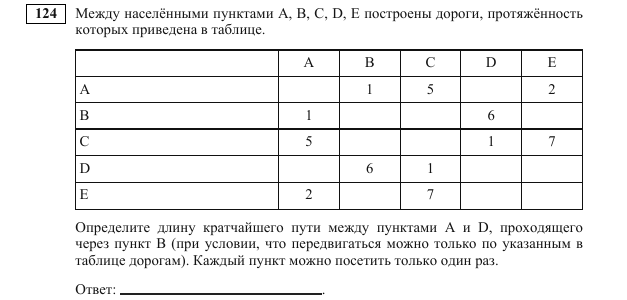 124 Между населёнными пунктами A, B, C, D, E построены дороги, протяжённость
которых приведена в таблице.
A B C D E
A 1 5 2
B 1 6
C 5 1 7
D 6 1
E 2 7
Определите длину кратчайшего пути между пунктами A и D, проходящего
через пункт B (при условии, что передвигаться можно только по указанным в
таблице дорогам). Каждый пункт можно посетить только один раз.
Ответ: ______________________.